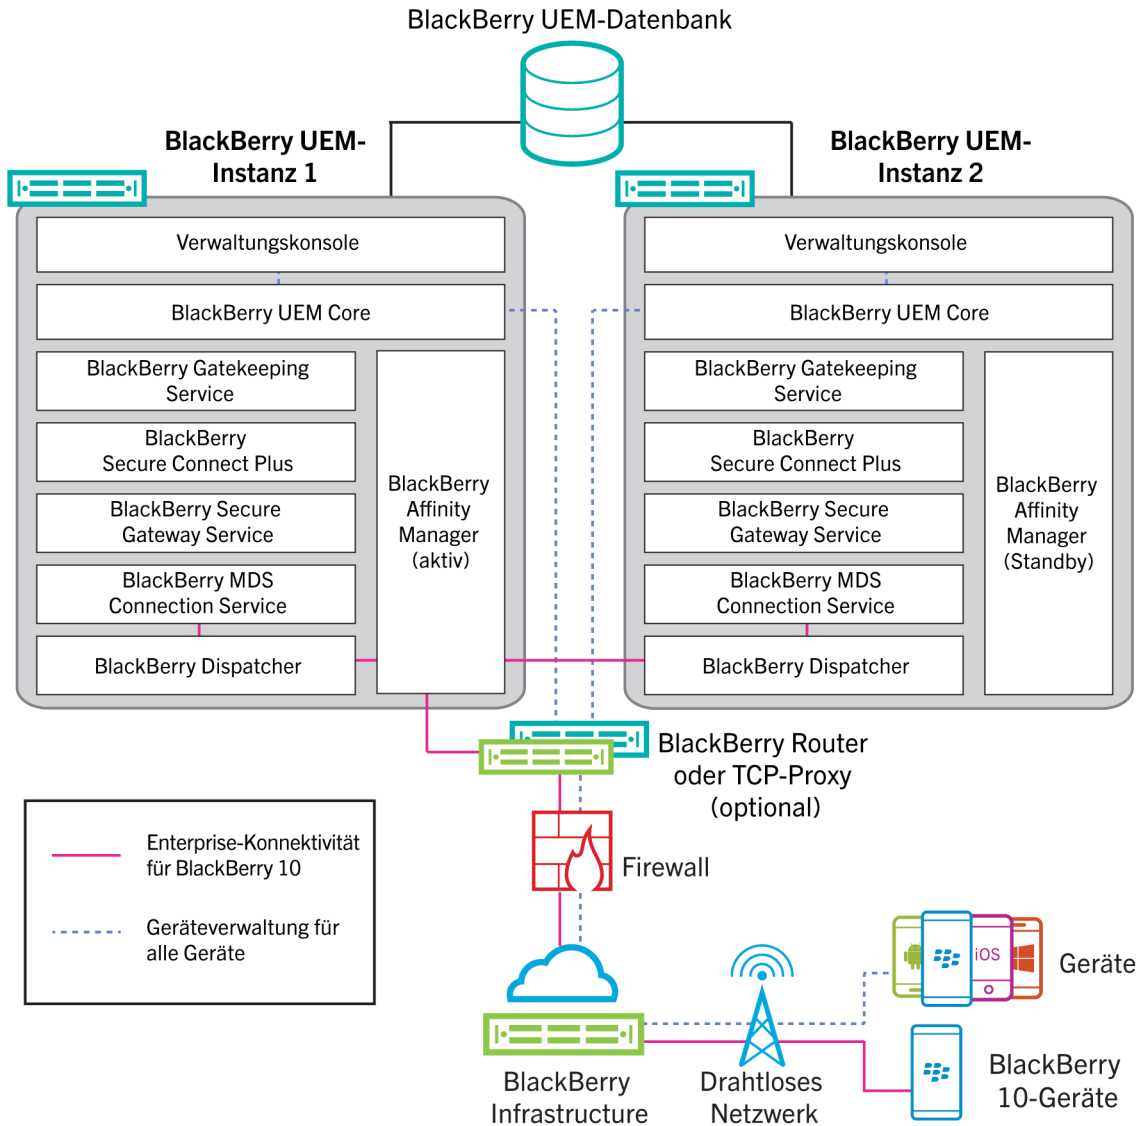 BlackBerry UEM-Datenbank
BlackBerry UEM-
Instanz 1
BlackBerry UEM-
Instanz 2
Verwaltungskonsole
BlackBerry UEM Core
BlackBerry Gatekeeping
Service
BlackBerry
Secure Connect Plus
BlackBerry Secure
Gateway Service
BlackBerry MDS
Connection Service
BlackBerry Dispatcher
BlackBerry
Affinity
Manager
(aktiv)
Verwaltungskonsole
BlackBerry UEM Core
BlackBerry Gatekeeping
Service
BlackBerry
Secure Connect Plus
BlackBerry Secure
Gateway Service
BlackBerry MDS
Connection Service
BlackBerry Dispatcher
BlackBerry
Affinity
Manager
(Standby)
BlackBerry Router
oder TCP-Proxy
(optional)
Enterprise-Konnektivität
für BlackBerry 10
Geräteverwaltung für
alle Geräte
Firewall
iOS
Geräte
BlackBerry
Infrastructure
Drahtloses
Netzwerk
BlackBerry
10-Geräte